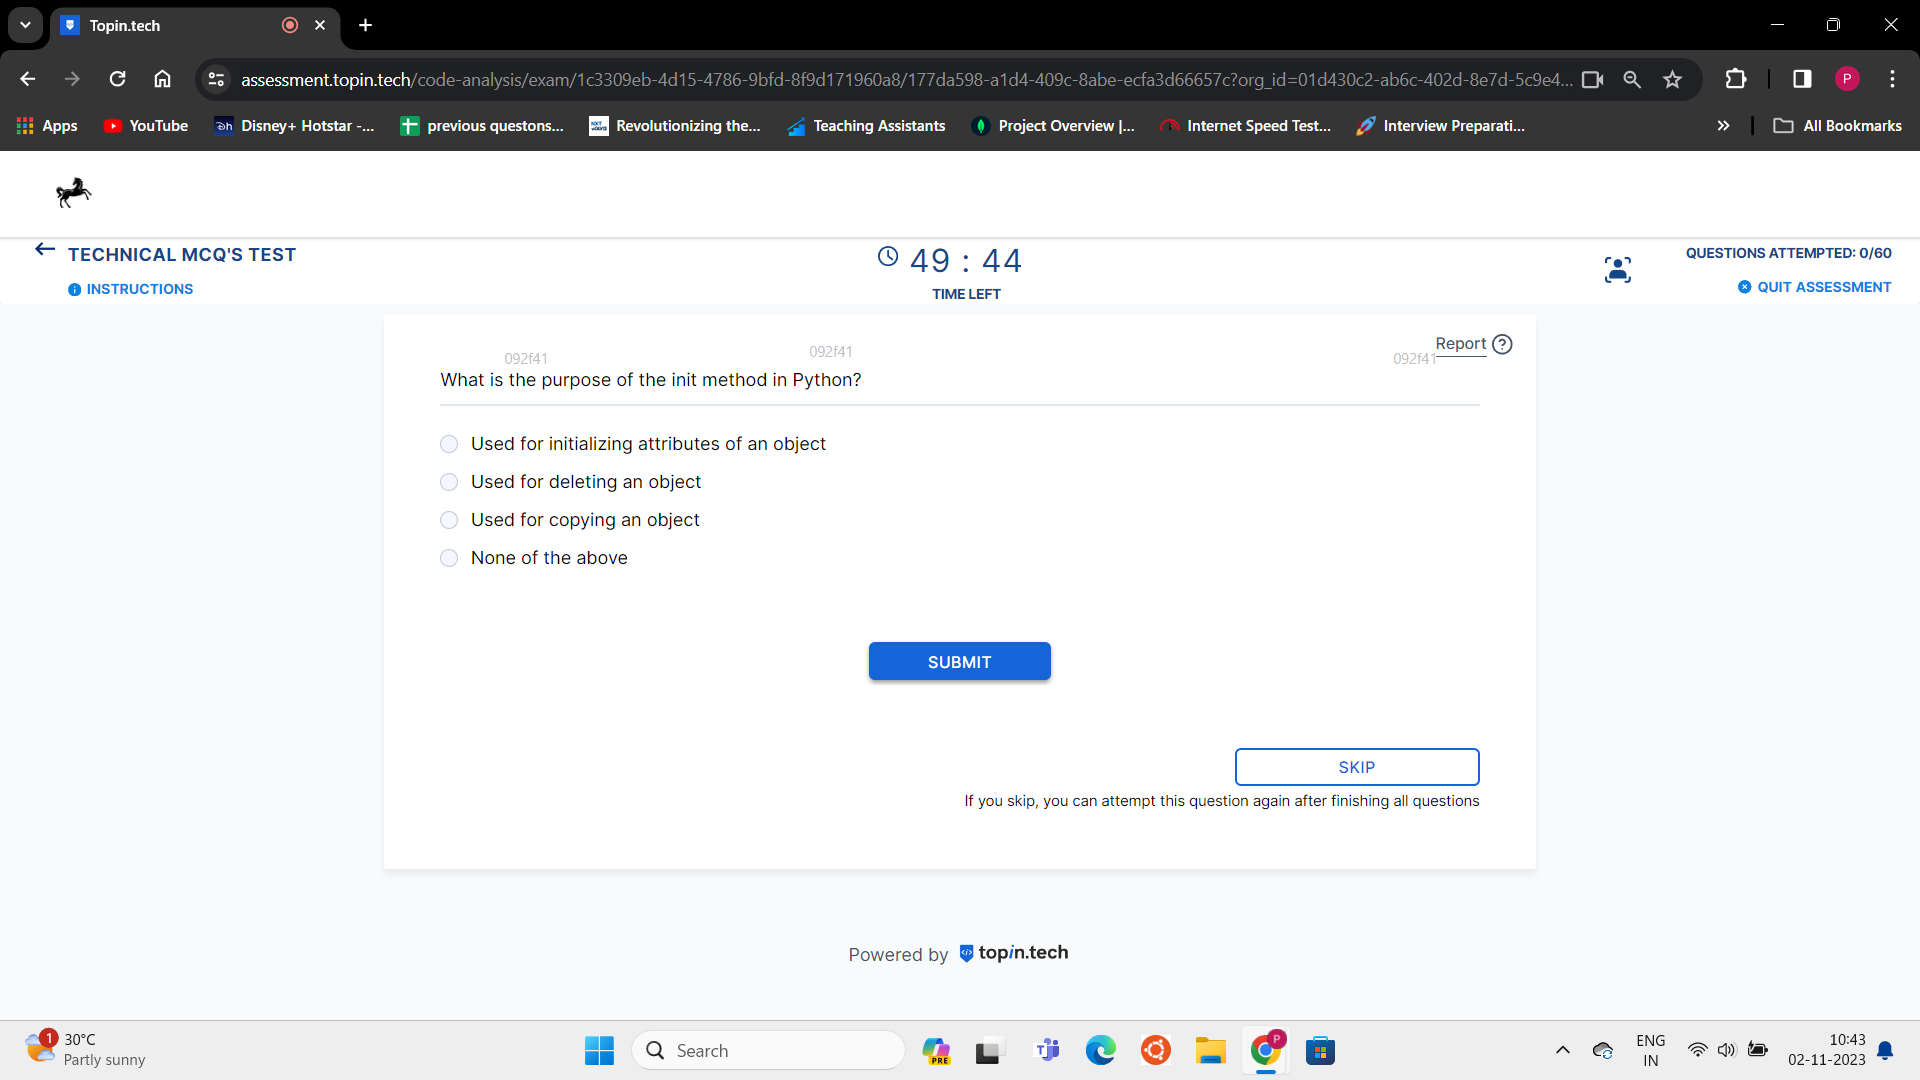 Topin.tech
assessment.topin.tech/code-analysis/exam/1c3309eb-4d15-4786-9bfd-8f9d171960a8/177da598-a1d4-409c-8abe-ecfa3d66657c?org_id=01d430c2-ab6c-402d-8e7d-5c9e4...
P
Apps
YouTube
Disney+ Hotstar -...
previous questons...
Revolutionizing the...
Teaching Assistants
Project Overview |...
Internet Speed Test...
Interview Preparati...
All Bookmarks
TECHNICAL MCQ'S TEST
INSTRUCTIONS
49 : 44
TIME LEFT
QUESTIONS ATTEMPTED: 0/60
QUIT ASSESSMENT
092f41
092f41
092f41
Report
What is the purpose of the init method in Python?
Used for initializing attributes of an object
Used for deleting an object
Used for copying an object
None of the above
SUBMIT
SKIP
If you skip, you can attempt this question again after finishing all questions
Powered by topin.tech
1
30°C
Partly sunny
Search
PRE
P
ENG
IN
10:43
02-11-2023